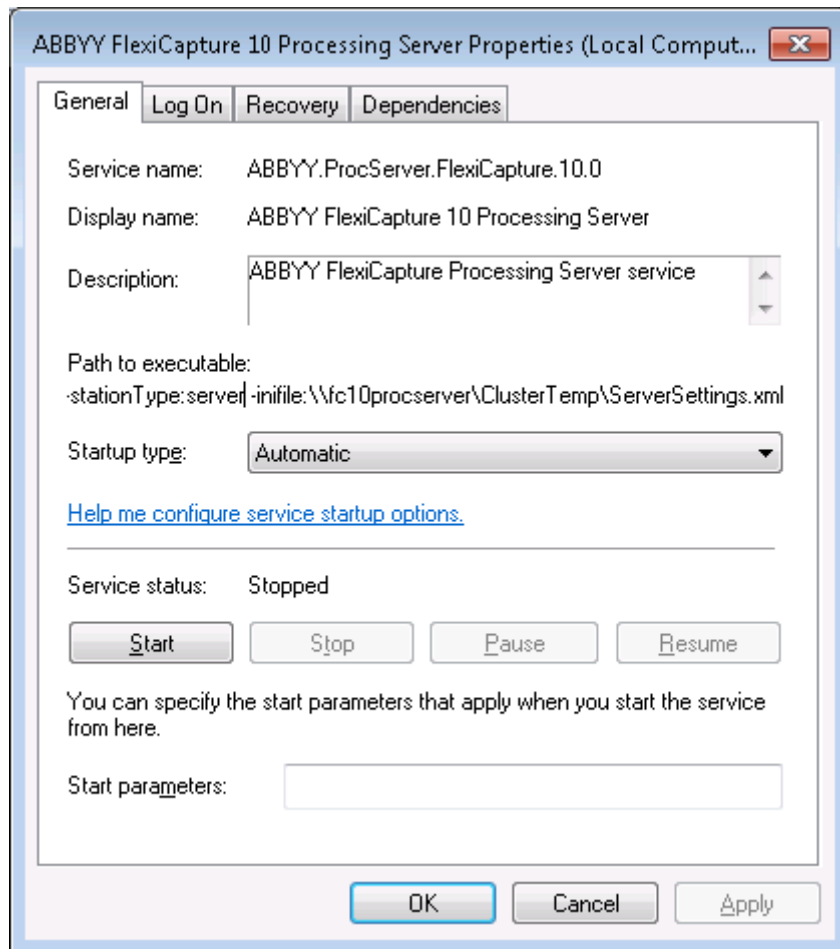 ABBYY FlexiCapture 10 Processing Server Properties (Local Comput...
General Log On Recovery Dependencies
Service name: ABBYY.ProcServer.FlexiCapture.10.0
Display name: ABBYY FlexiCapture 10 Processing Server
Description: ABBYY FlexiCapture Processing Server service
Path to executable:
-stationType:server -inifile:\\fc10procserver\ClusterTemp\ServerSettings.xml
Startup type: Automatic
Help me configure service startup options.
Service status: Stopped
Start Stop Pause Resume
You can specify the start parameters that apply when you start the service
from here.
Start parameters:
OK Cancel Apply